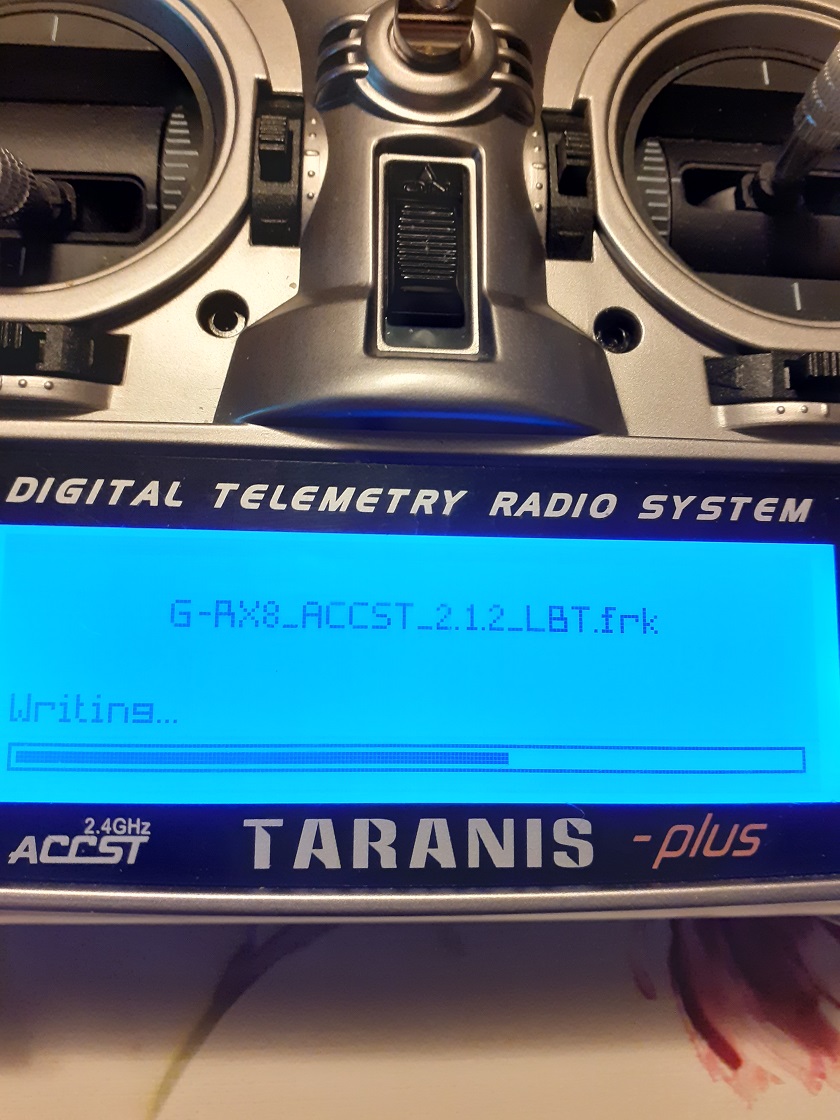 DIGITAL TELEMETRY RADIO SYSTEM
G-RX8_ACCST_2.1.2_LBT.frk
Writing...
2.4GHz
ACCST
TARANIS -plus